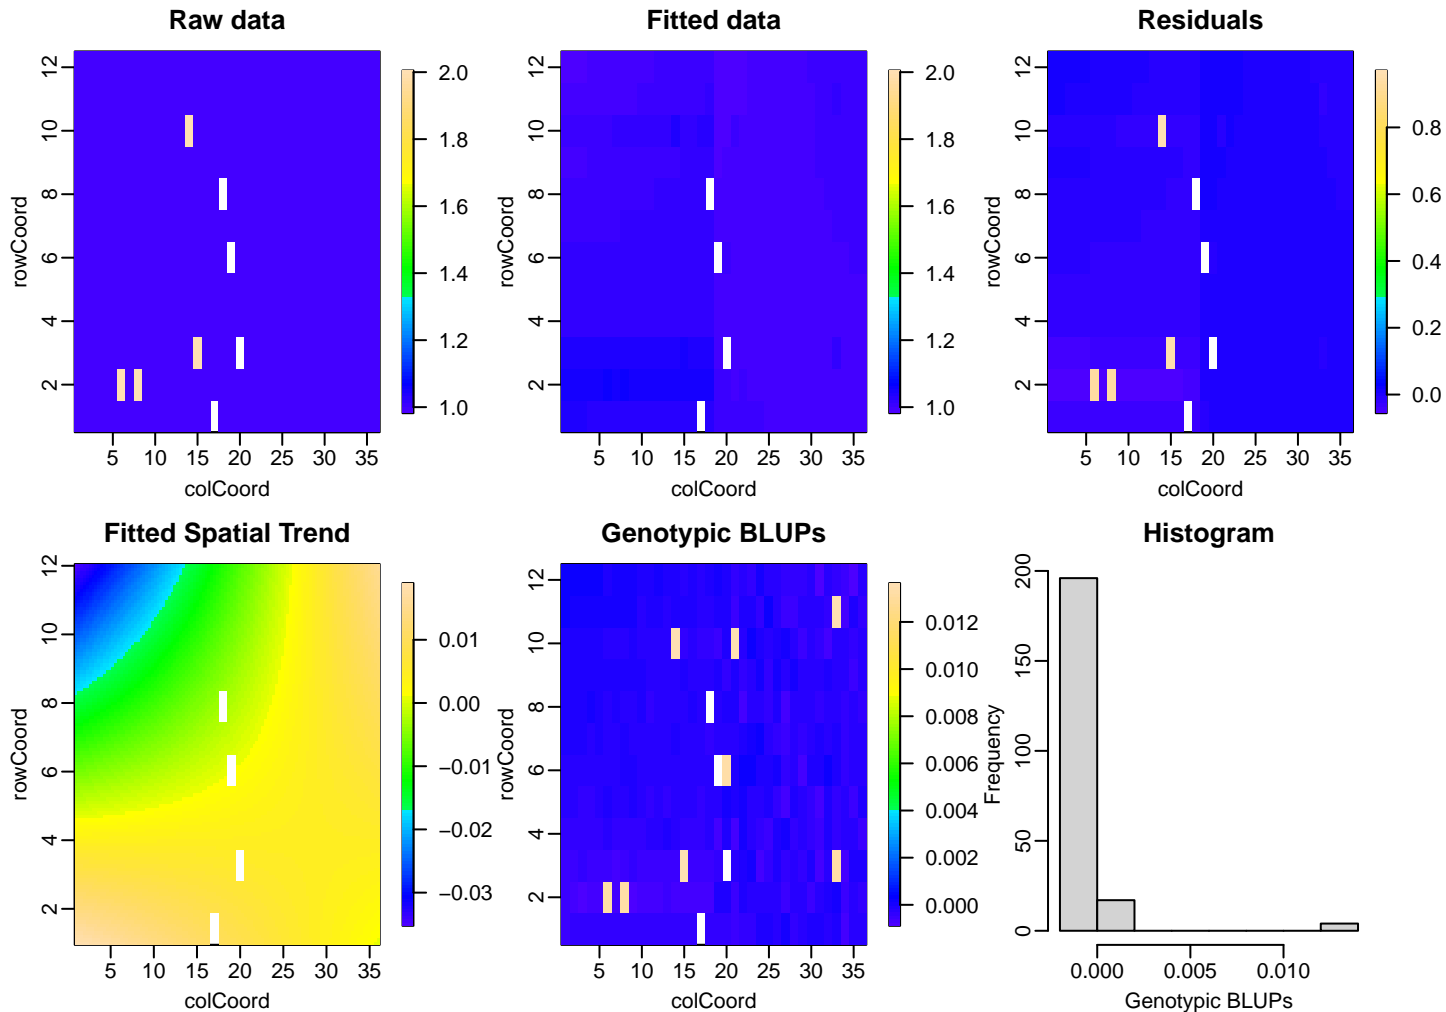 Raw data
rowCoord
12
10
8
6
4
2
5 10 15 20 25 30 35
colCoord
2.0
1.8
1.6
1.4
1.2
1.0
Fitted data
rowCoord
12
10
8
6
4
2
5 10 15 20 25 30 35
colCoord
2.0
1.8
1.6
1.4
1.2
1.0
Residuals
rowCoord
12
10
8
6
4
2
5 10 15 20 25 30 35
colCoord
0.8
0.6
0.4
0.2
0.0
Fitted Spatial Trend
rowCoord
12
10
8
6
4
2
5 10 15 20 25 30 35
colCoord
0.01
0.00
−0.01
−0.02
−0.03
Genotypic BLUPs
rowCoord
12
10
8
6
4
2
5 10 15 20 25 30 35
colCoord
0.012
0.010
0.008
0.006
0.004
0.002
0.000
Histogram
Frequency
200
150
100
50
0
0.000 0.005 0.010
Genotypic BLUPs